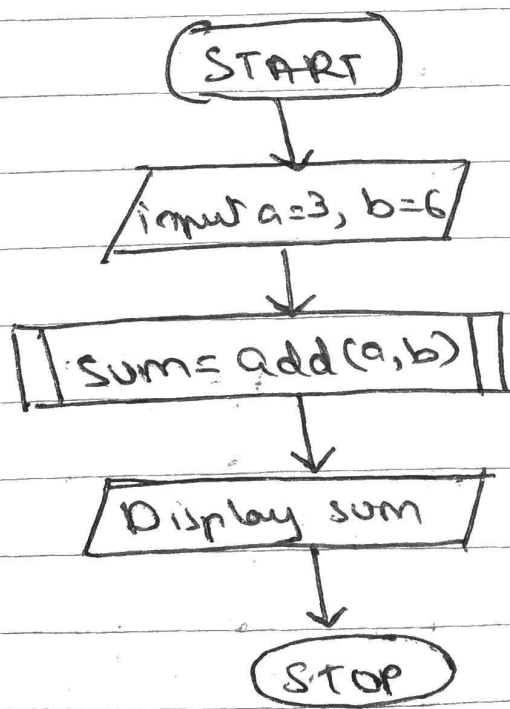 START
input a=3, b=6
sum= add(a,b)
Display sum
STOP